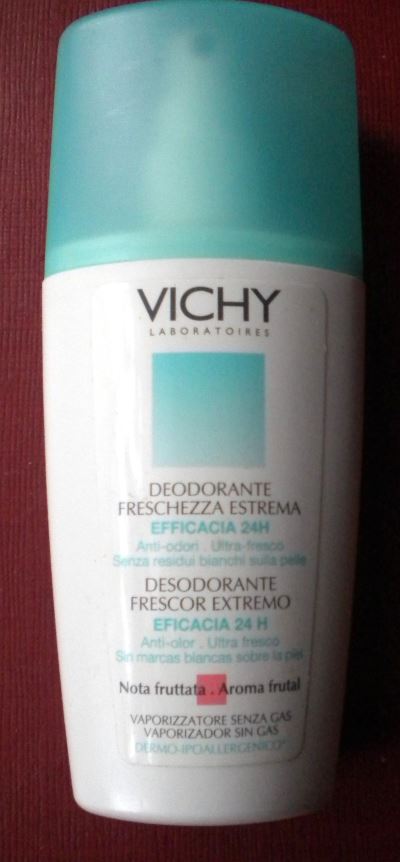 VICHY
LABORATOIRES
DEODORANTE
FRESCHEZZA ESTREMA
EFFICACIA 24H
Anti-odori . Ultra-fresco
Senza residui bianchi sulla pelle
DESODORANTE
FRESCOR EXTREMO
EFICACIA 24 H
Anti-olor . Ultra fresco
Sin marcas blancas sobre la piel
Nota fruttata . Aroma frutal
VAPORIZZATORE SENZA GAS
VAPORIZADOR SIN GAS
DERMO-IPOALLERGENICO*